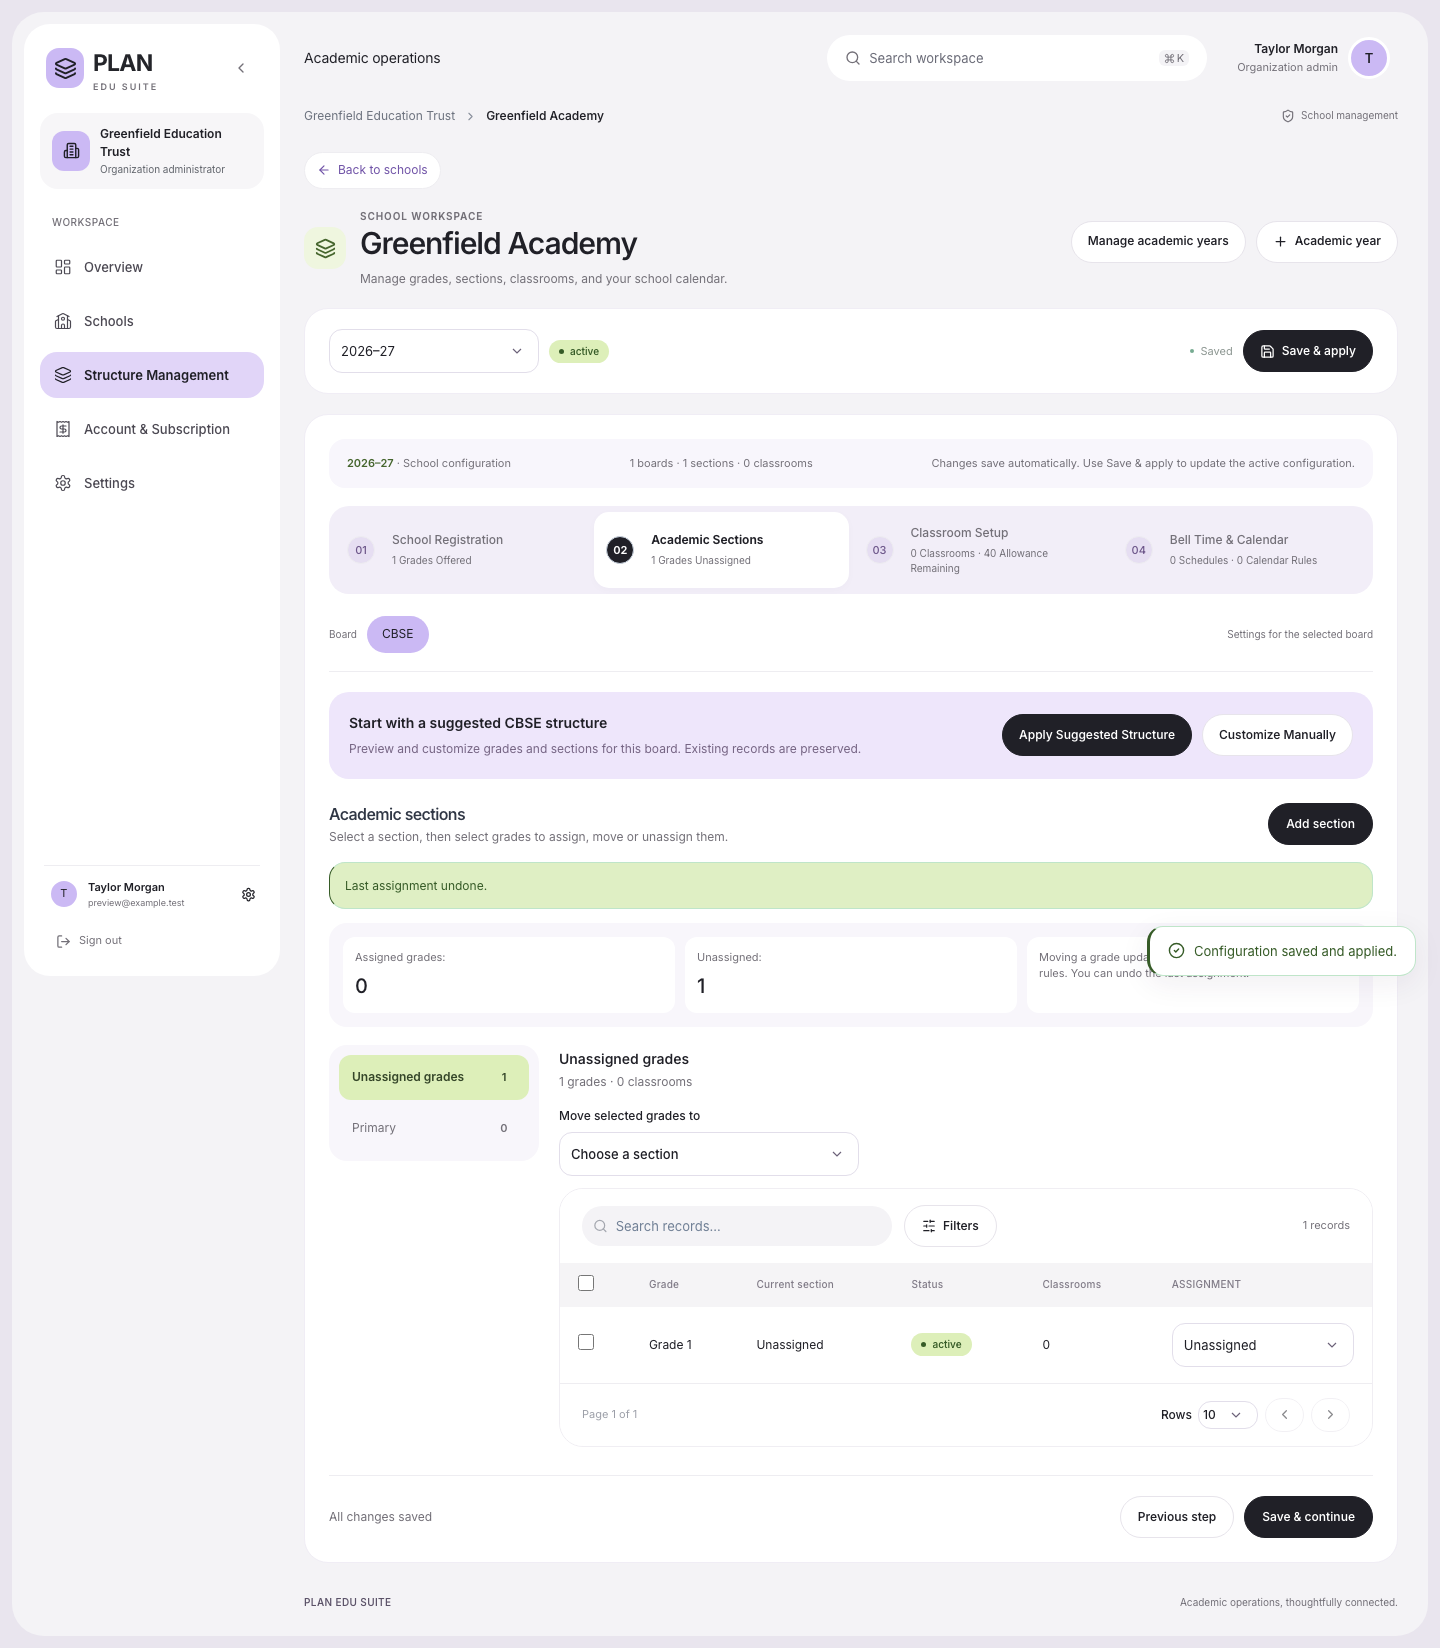 PLAN
EDU SUITE
Greenfield Education
Trust
Organization administrator
WORKSPACE
Overview
Schools
Structure Management
Account & Subscription
Settings
T
Taylor Morgan
preview@example.test
Sign out
Academic operations
Search workspace
⌘K
Taylor Morgan
Organization admin
T
Greenfield Education Trust > Greenfield Academy
School management
Back to schools
SCHOOL WORKSPACE
Greenfield Academy
Manage grades, sections, classrooms, and your school calendar.
Manage academic years
+ Academic year
2026–27
active
Saved
Save & apply
2026–27 · School configuration
1 boards · 1 sections · 0 classrooms
Changes save automatically. Use Save & apply to update the active configuration.
01
School Registration
1 Grades Offered
02
Academic Sections
1 Grades Unassigned
03
Classroom Setup
0 Classrooms · 40 Allowance
Remaining
04
Bell Time & Calendar
0 Schedules · 0 Calendar Rules
Board
CBSE
Settings for the selected board
Start with a suggested CBSE structure
Preview and customize grades and sections for this board. Existing records are preserved.
Apply Suggested Structure
Customize Manually
Academic sections
Select a section, then select grades to assign, move or unassign them.
Add section
Last assignment undone.
Assigned grades:
0
Unassigned:
1
Moving a grade upda
rules. You can undo
Configuration saved and applied.
Unassigned grades 1
Primary 0
Unassigned grades
1 grades · 0 classrooms
Move selected grades to
Choose a section
Search records...
Filters
1 records
Grade Current section Status Classrooms ASSIGNMENT
Grade 1 Unassigned active 0 Unassigned
Page 1 of 1
Rows 10
All changes saved
Previous step
Save & continue
PLAN EDU SUITE
Academic operations, thoughtfully connected.